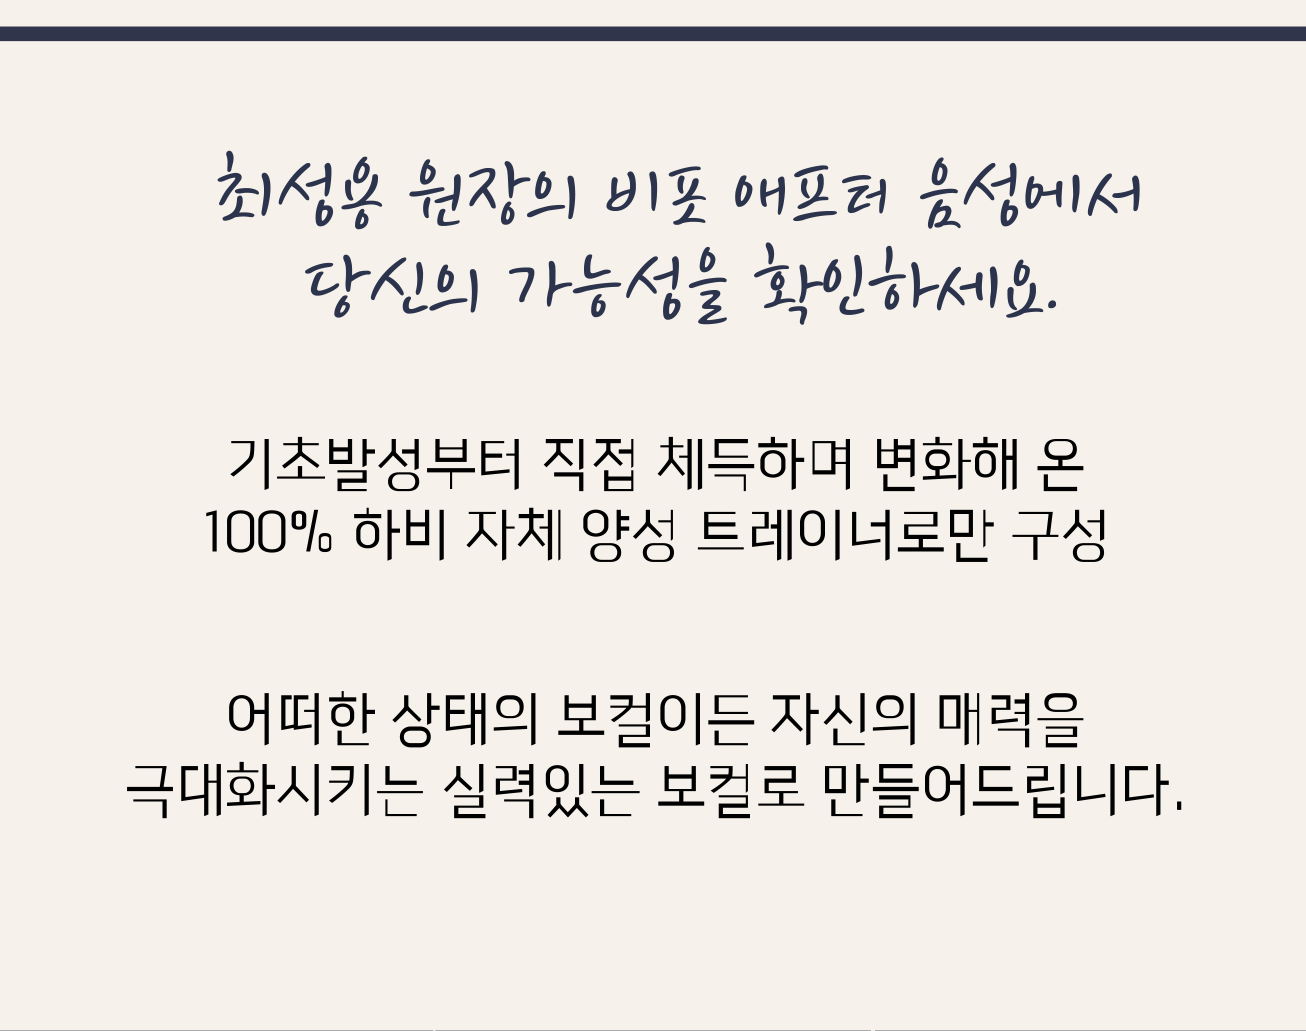 최성용 원장의 비포 애프터 음성에서
당신의 가능성을 확인하세요.
기초발성부터 직접 체득하며 변화해 온
100% 하비 자체 양성 트레이너로만 구성
어떠한 상태의 보컬이든 자신의 매력을
극대화시키는 실력있는 보컬로 만들어드립니다.